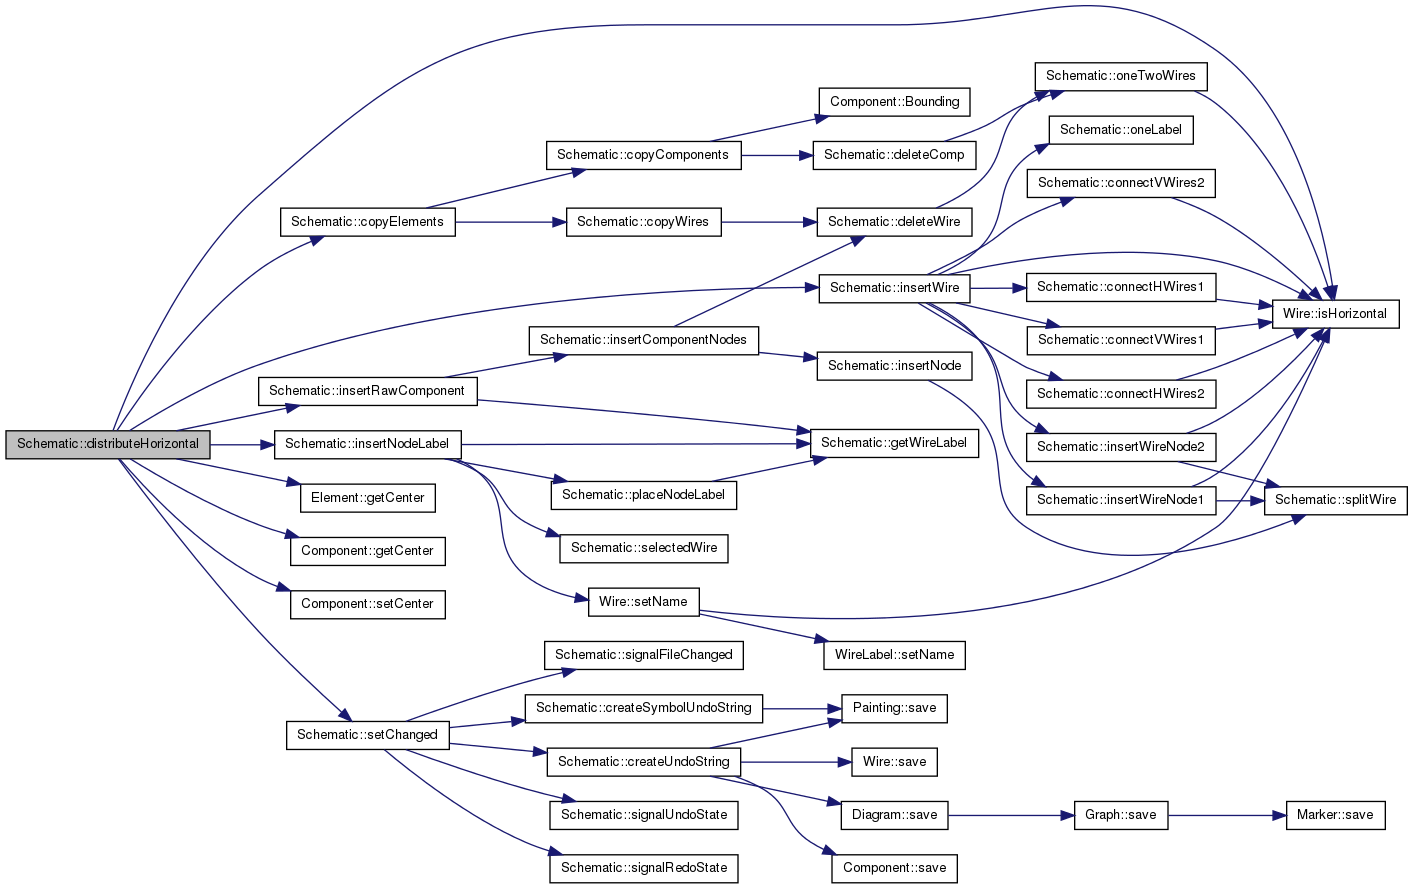 Schematic::distributeHorizontal
Schematic::copyElements
Schematic::insertRawComponent
Schematic::insertNodeLabel
Element::getCenter
Component::getCenter
Component::setCenter
Schematic::setChanged
Schematic::copyComponents
Schematic::copyWires
Schematic::insertComponentNodes
Schematic::placeNodeLabel
Schematic::selectedWire
Wire::setName
Schematic::signalFileChanged
Schematic::createSymbolUndoString
Schematic::createUndoString
Schematic::signalUndoState
Schematic::signalRedoState
Component::Bounding
Schematic::deleteComp
Schematic::deleteWire
Schematic::insertWire
Schematic::insertNode
Schematic::getWireLabel
WireLabel::setName
Painting::save
Wire::save
Diagram::save
Component::save
Schematic::oneTwoWires
Schematic::oneLabel
Schematic::connectVWires2
Schematic::connectHWires1
Schematic::connectVWires1
Schematic::connectHWires2
Schematic::insertWireNode2
Schematic::insertWireNode1
Graph::save
Wire::isHorizontal
Schematic::splitWire
Marker::save